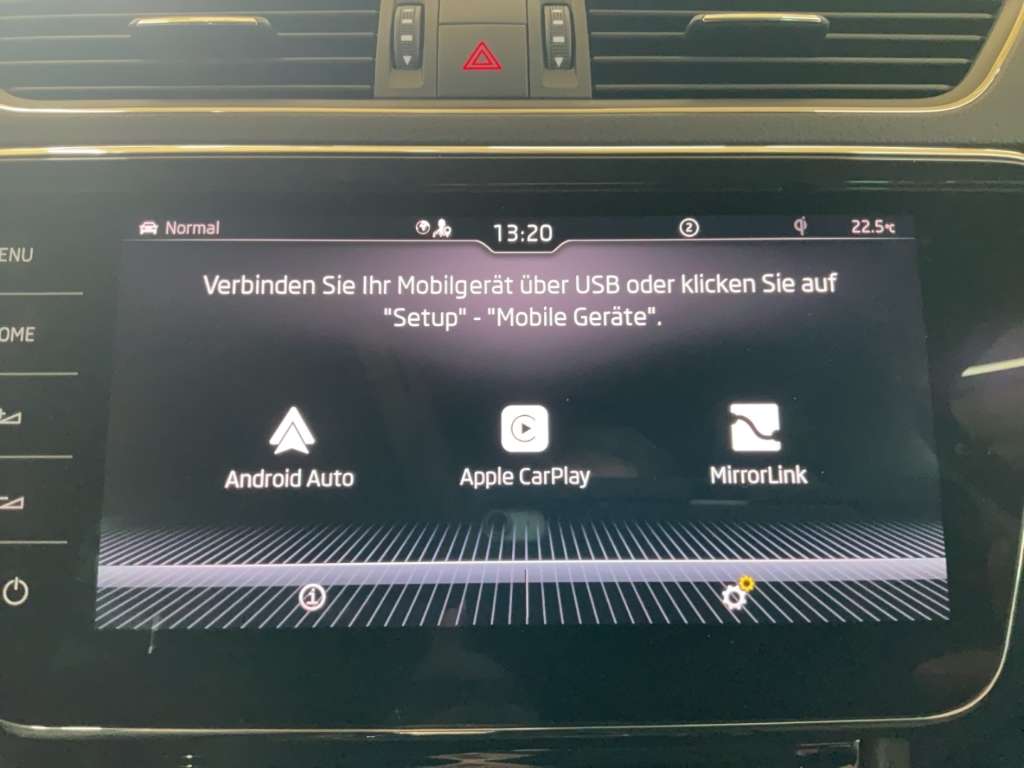 Normal
13:20
2
22.5°C
ENU
Verbinden Sie Ihr Mobilgerät über USB oder klicken Sie auf
"Setup" - "Mobile Geräte".
OME
Android Auto
Apple CarPlay
MirrorLink